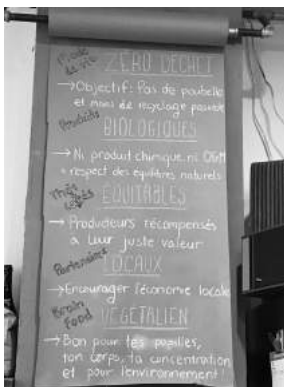 Mode de vie
ZÉRO DÉCHET
→ Objectif: Pas de poubelle
et moins de recyclage possible
Produits
BIOLOGIQUES
→ Ni produit chimique, ni OGM
+ respect des équilibres naturels
Thés
Cafés
ÉQUITABLES
→ Producteurs récompensés
à leur juste valeur
Partenaires
LOCAUX
→ Encourager l'économie locale
Brain Food
VÉGÉTALIEN
→ Bon pour tes papilles,
ton corps, ta concentration
et pour l'environnement!